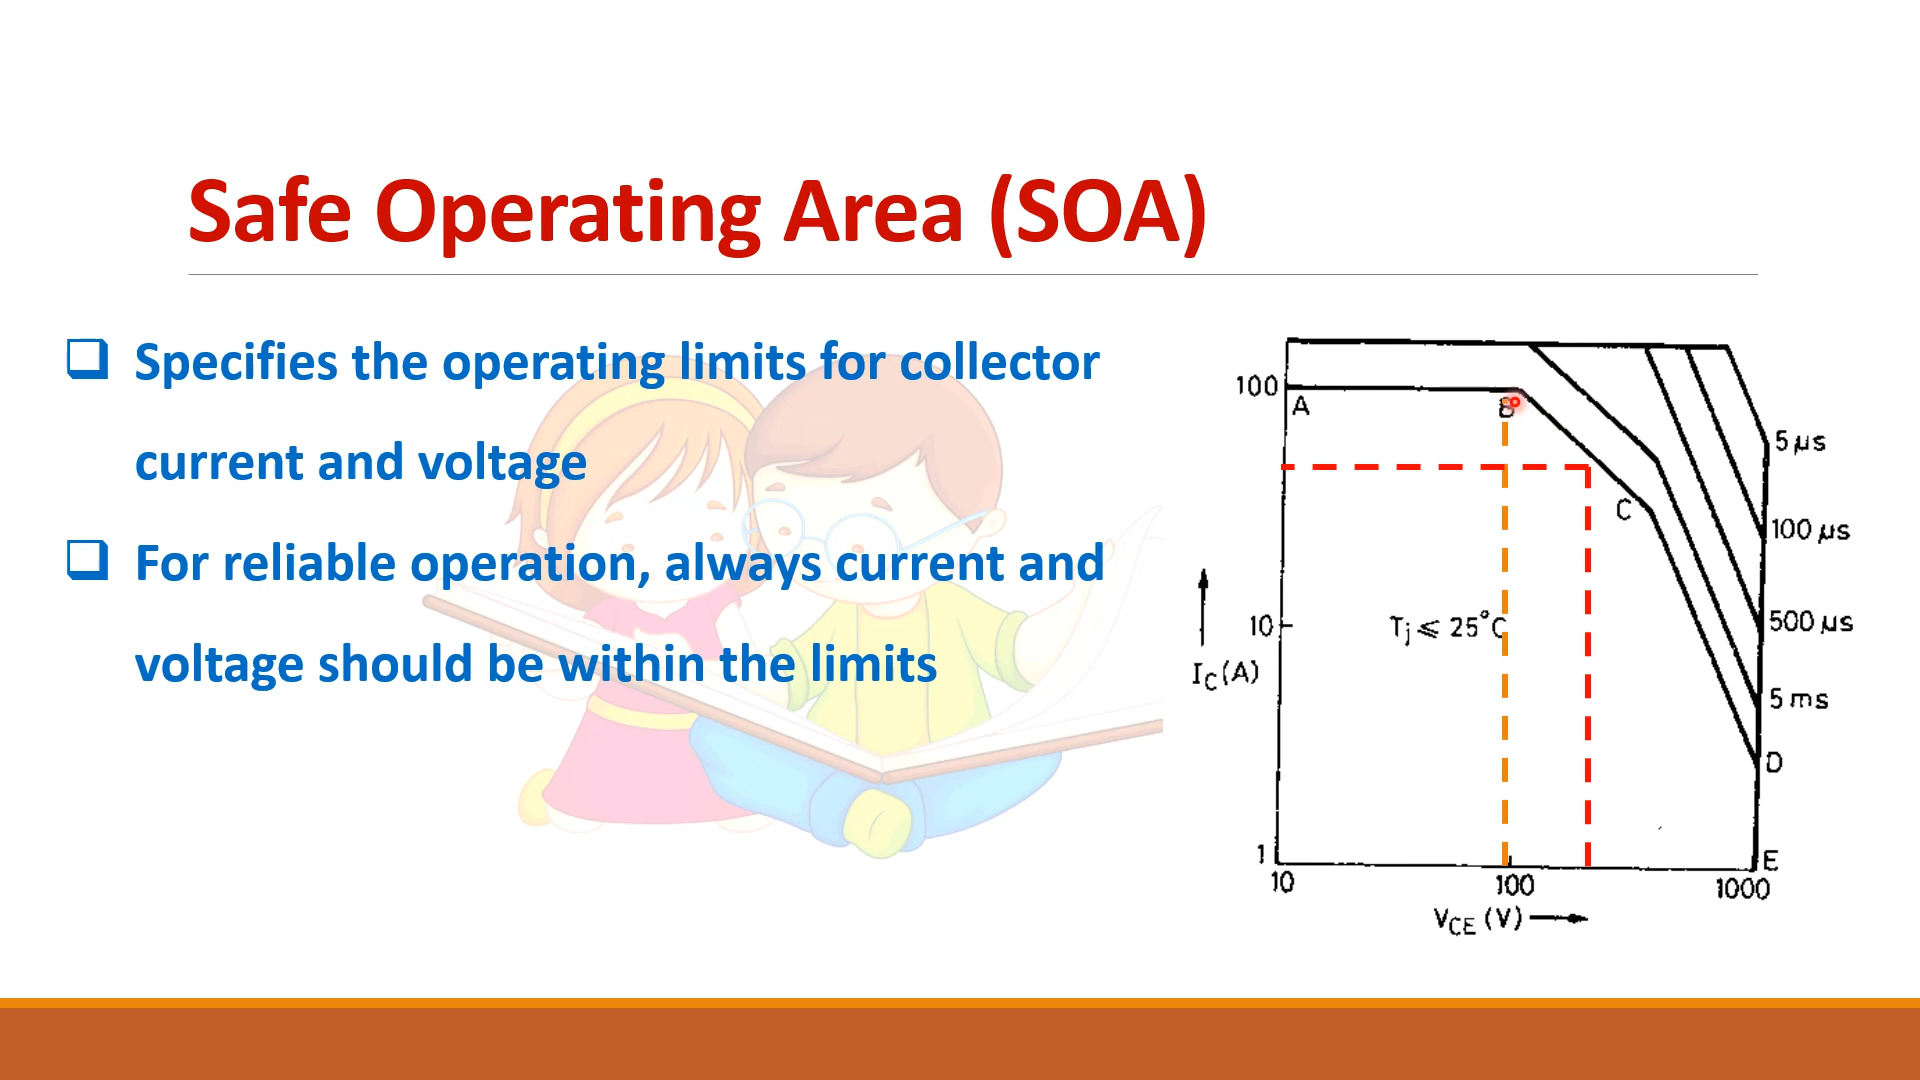 Safe Operating Area (SOA)
❑ Specifies the operating limits for collector
current and voltage
❑ For reliable operation, always current and
voltage should be within the limits
100
A
B
5 µs
C
100 µs
10
Tj ⩽ 25°C
500 µs
IC (A)
5 ms
D
1
E
10
100
1000
VCE (V)